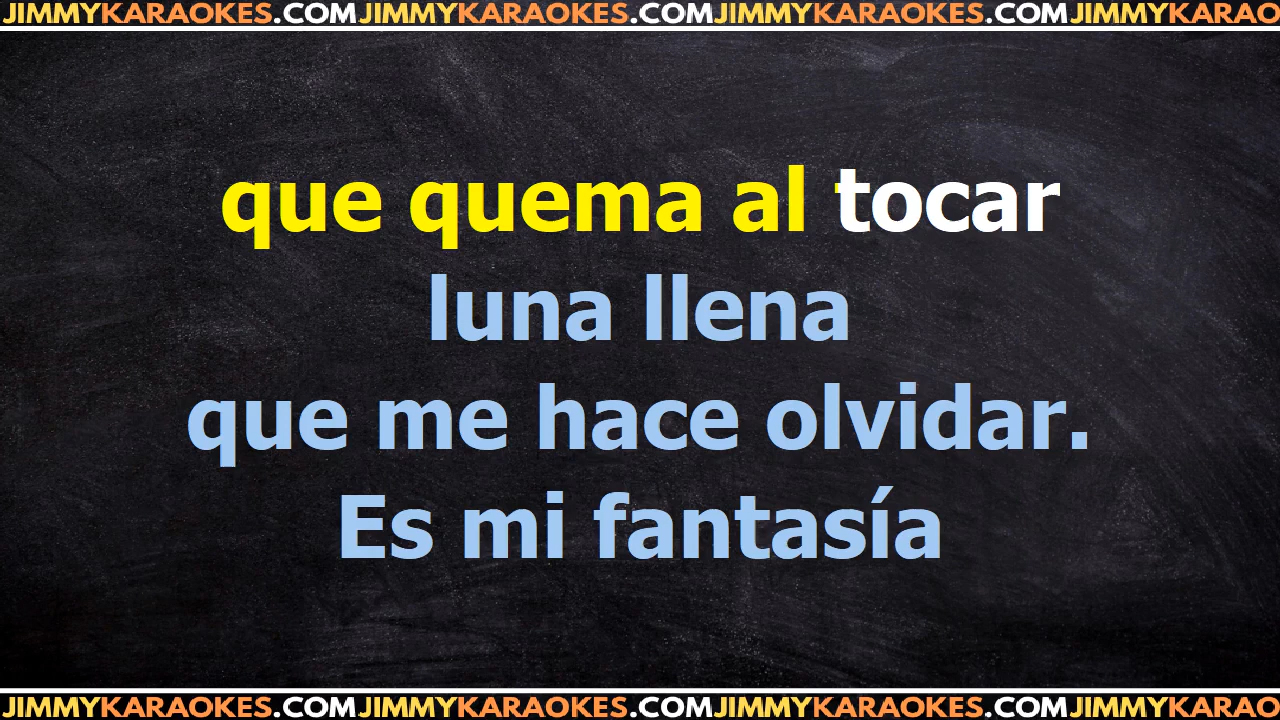 JIMMYKARAOKES.COMJIMMYKARAOKES.COMJIMMYKARAOKES.COMJIMMYKARAO
que quema al tocar
luna llena
que me hace olvidar.
Es mi fantasía
JIMMYKARAOKES.COMJIMMYKARAOKES.COMJIMMYKARAOKES.COMJIMMYKARAO